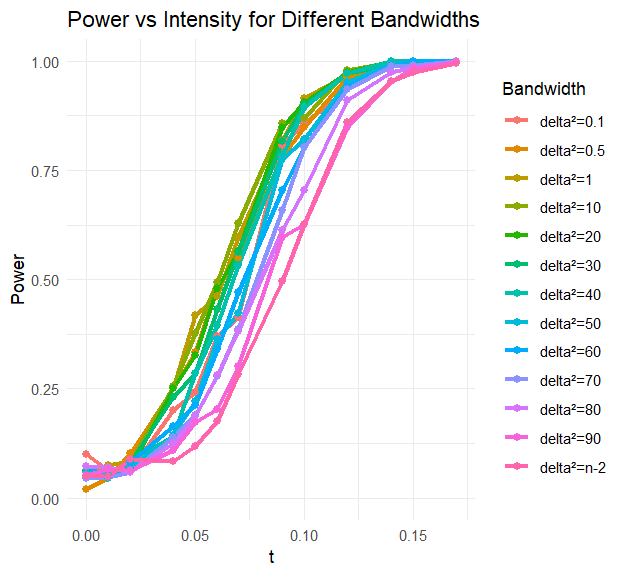 Power vs Intensity for Different Bandwidths
1.00
0.75
0.50
0.25
0.00
Power
0.00 0.05 0.10 0.15
t
Bandwidth
delta²=0.1
delta²=0.5
delta²=1
delta²=10
delta²=20
delta²=30
delta²=40
delta²=50
delta²=60
delta²=70
delta²=80
delta²=90
delta²=n-2